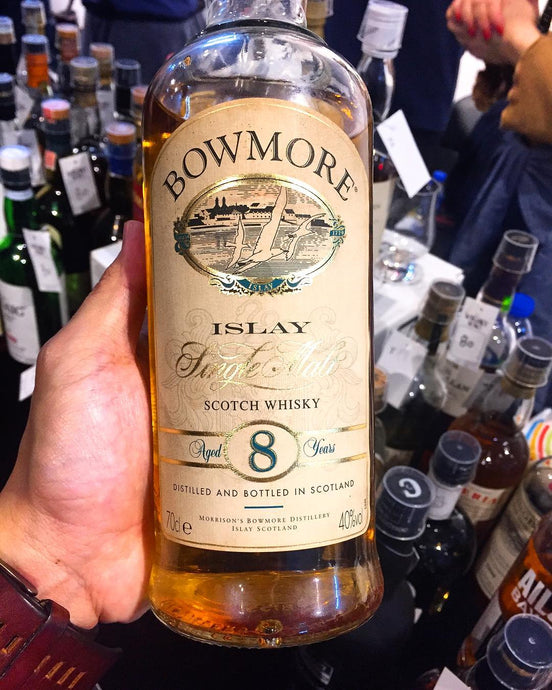 BOWMORE
ISLAY
ISLAY
Single Malt
SCOTCH WHISKY
Aged 8 Years
DISTILLED AND BOTTLED IN SCOTLAND
70cl e
MORRISON'S BOWMORE DISTILLERY
ISLAY SCOTLAND
40%vol